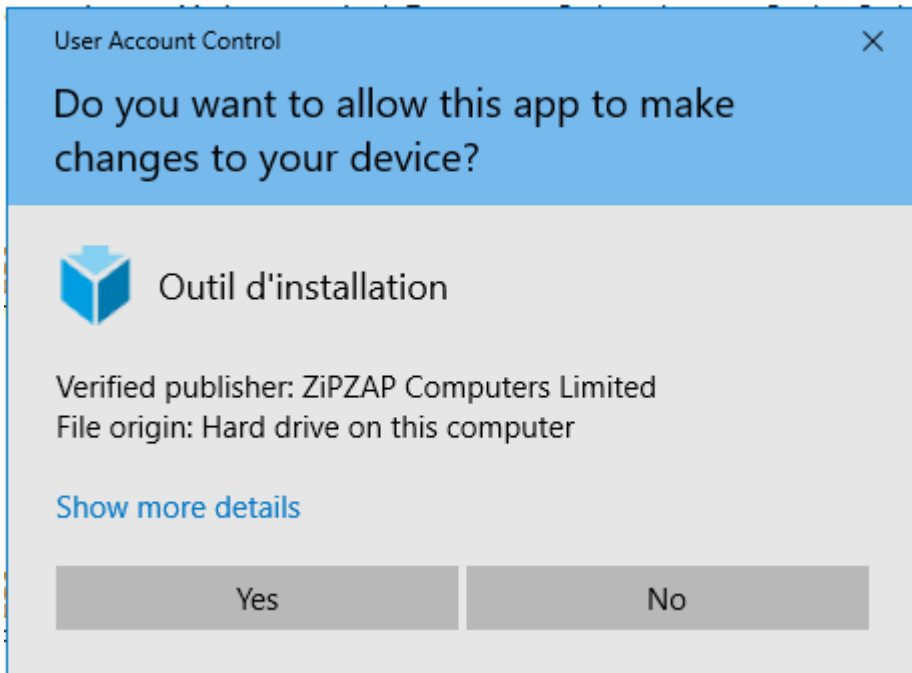 User Account Control
Do you want to allow this app to make
changes to your device?
Outil d'installation
Verified publisher: ZiPZAP Computers Limited
File origin: Hard drive on this computer
Show more details
Yes
No